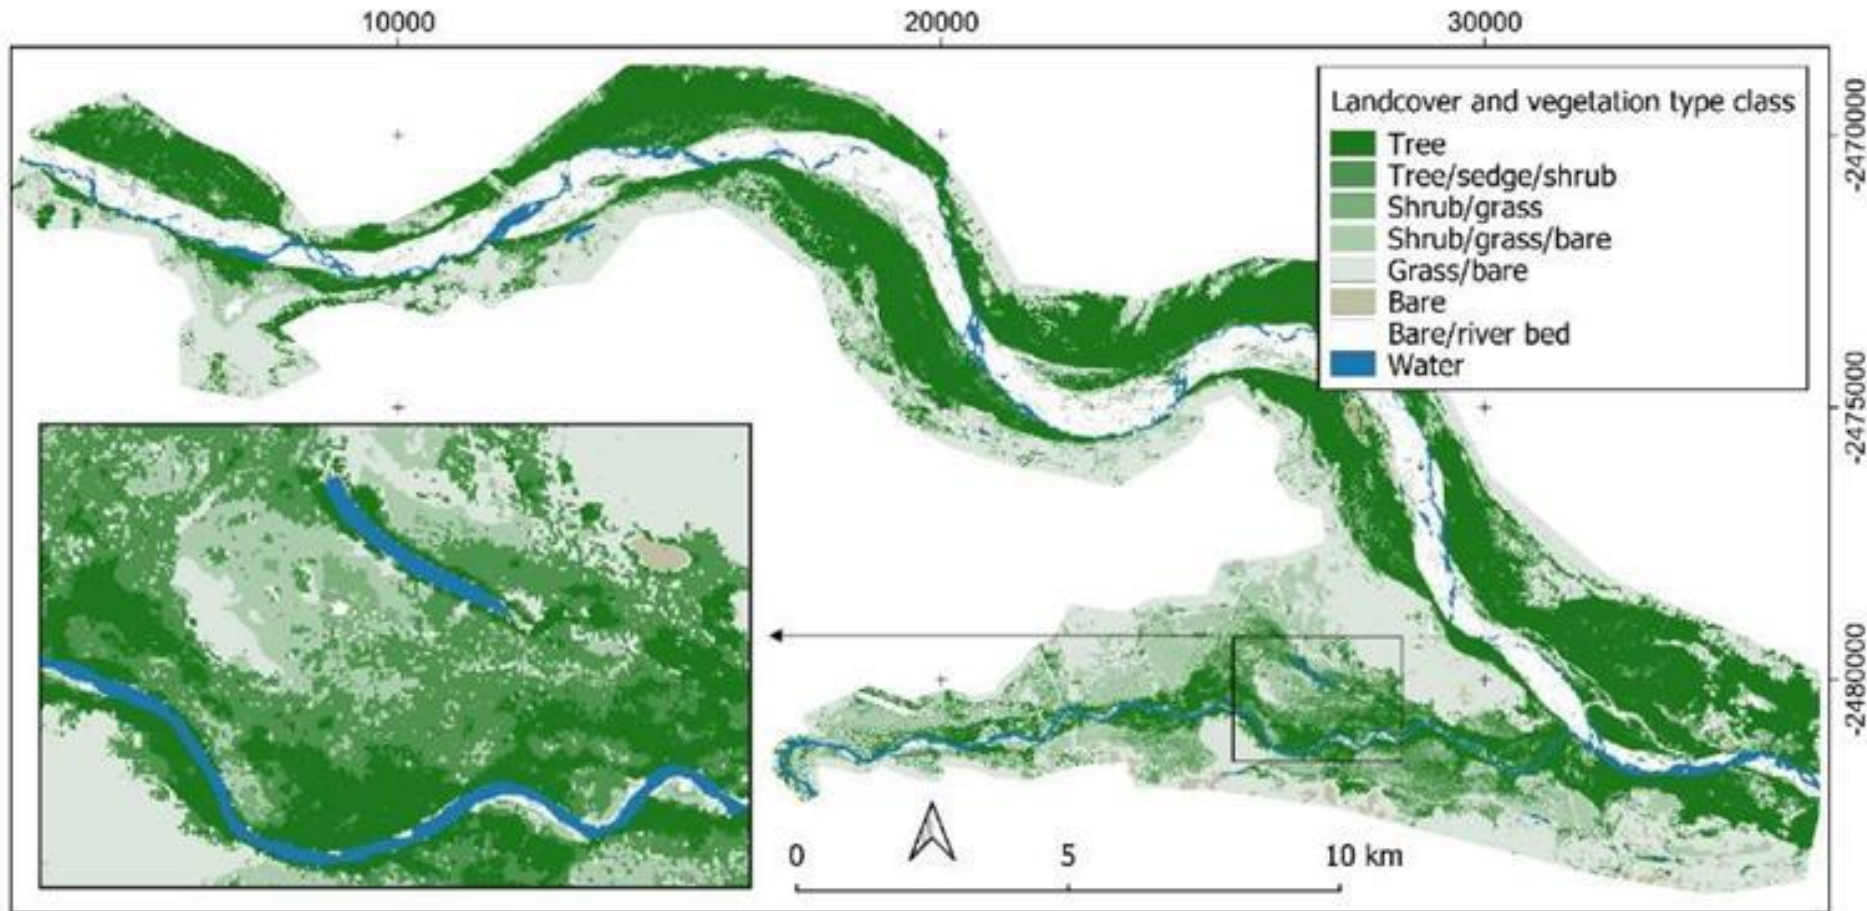 10000 20000 30000
Landcover and vegetation type class
Tree
Tree/sedge/shrub
Shrub/grass
Shrub/grass/bare
Grass/bare
Bare
Bare/river bed
Water
-2470000
-2475000
-2480000
0 5 10 km